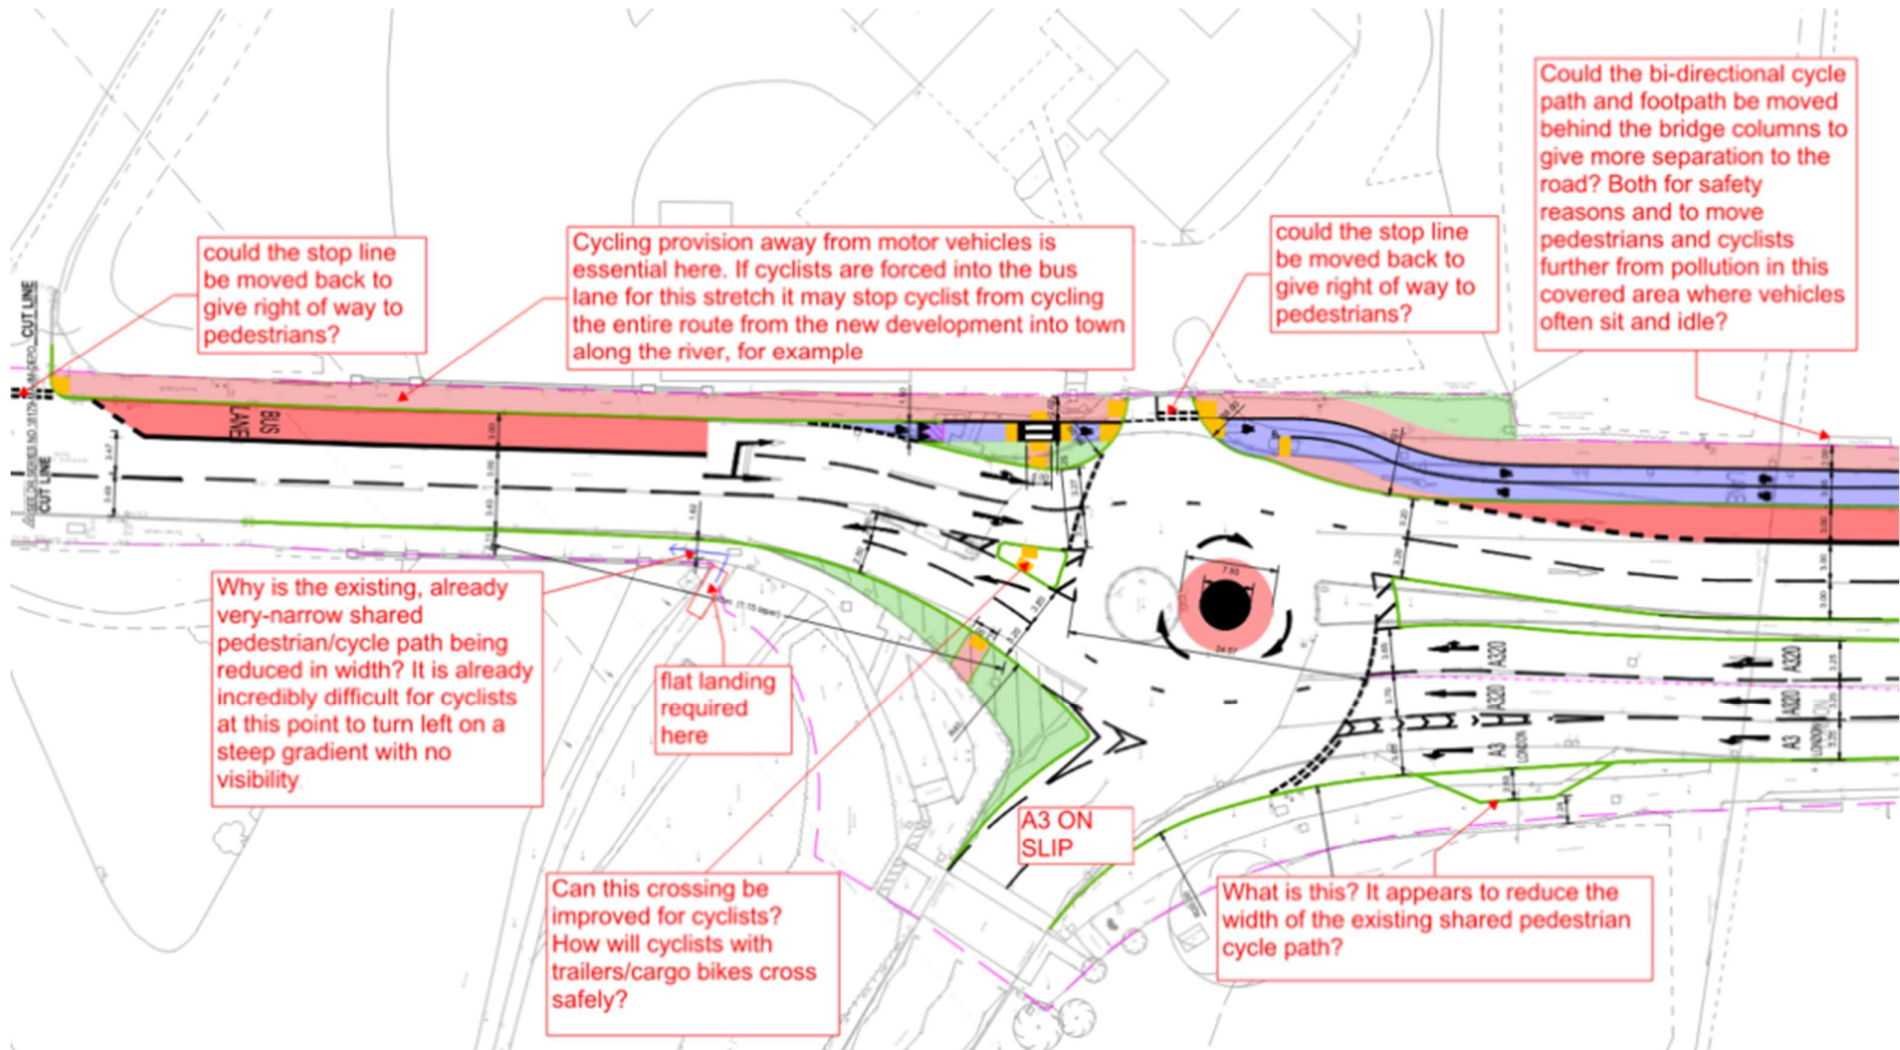 Could the bi-directional cycle
path and footpath be moved
behind the bridge columns to
give more separation to the
road? Both for safety
reasons and to move
pedestrians and cyclists
further from pollution in this
covered area where vehicles
often sit and idle?
could the stop line
be moved back to
give right of way to
pedestrians?
Cycling provision away from motor vehicles is
essential here. If cyclists are forced into the bus
lane for this stretch it may stop cyclist from cycling
the entire route from the new development into town
along the river, for example
could the stop line
be moved back to
give right of way to
pedestrians?
CUT LINE
CUT LINE
BUS
LANE
Why is the existing, already
very-narrow shared
pedestrian/cycle path being
reduced in width? It is already
incredibly difficult for cyclists
at this point to turn left on a
steep gradient with no
visibility
flat landing
required
here
7.93
24.57
A320
A320
A320
A320
A3
LONDON
A3
LONDON
A3 ON
SLIP
Can this crossing be
improved for cyclists?
How will cyclists with
trailers/cargo bikes cross
safely?
What is this? It appears to reduce the
width of the existing shared pedestrian
cycle path?